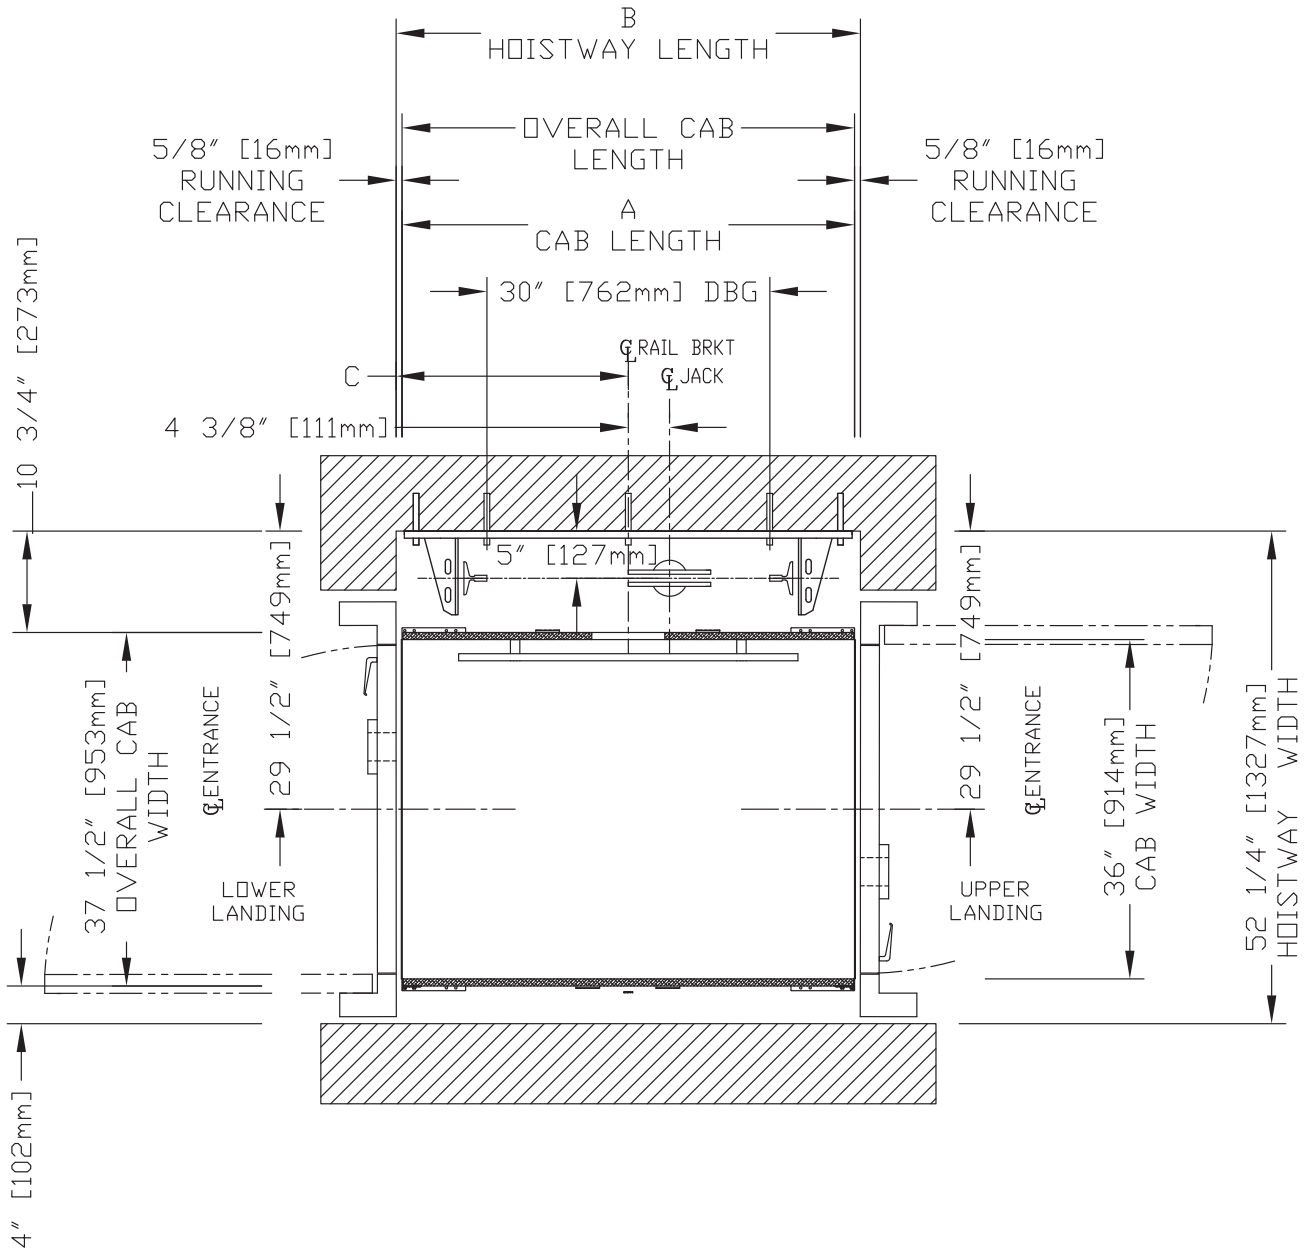 B
HOISTWAY LENGTH
OVERALL CAB
LENGTH
5/8" [16mm]
RUNNING
CLEARANCE
5/8" [16mm]
RUNNING
CLEARANCE
A
CAB LENGTH
30" [762mm] DBG
℄ RAIL BRKT
C
℄ JACK
4 3/8" [111mm]
10 3/4" [273mm]
5" [127mm]
29 1/2" [749mm]
29 1/2" [749mm]
37 1/2" [953mm]
OVERALL CAB
WIDTH
℄ ENTRANCE
℄ ENTRANCE
36" [914mm]
CAB WIDTH
52 1/4" [1327mm]
HOISTWAY WIDTH
LOWER
LANDING
UPPER
LANDING
4" [102mm]